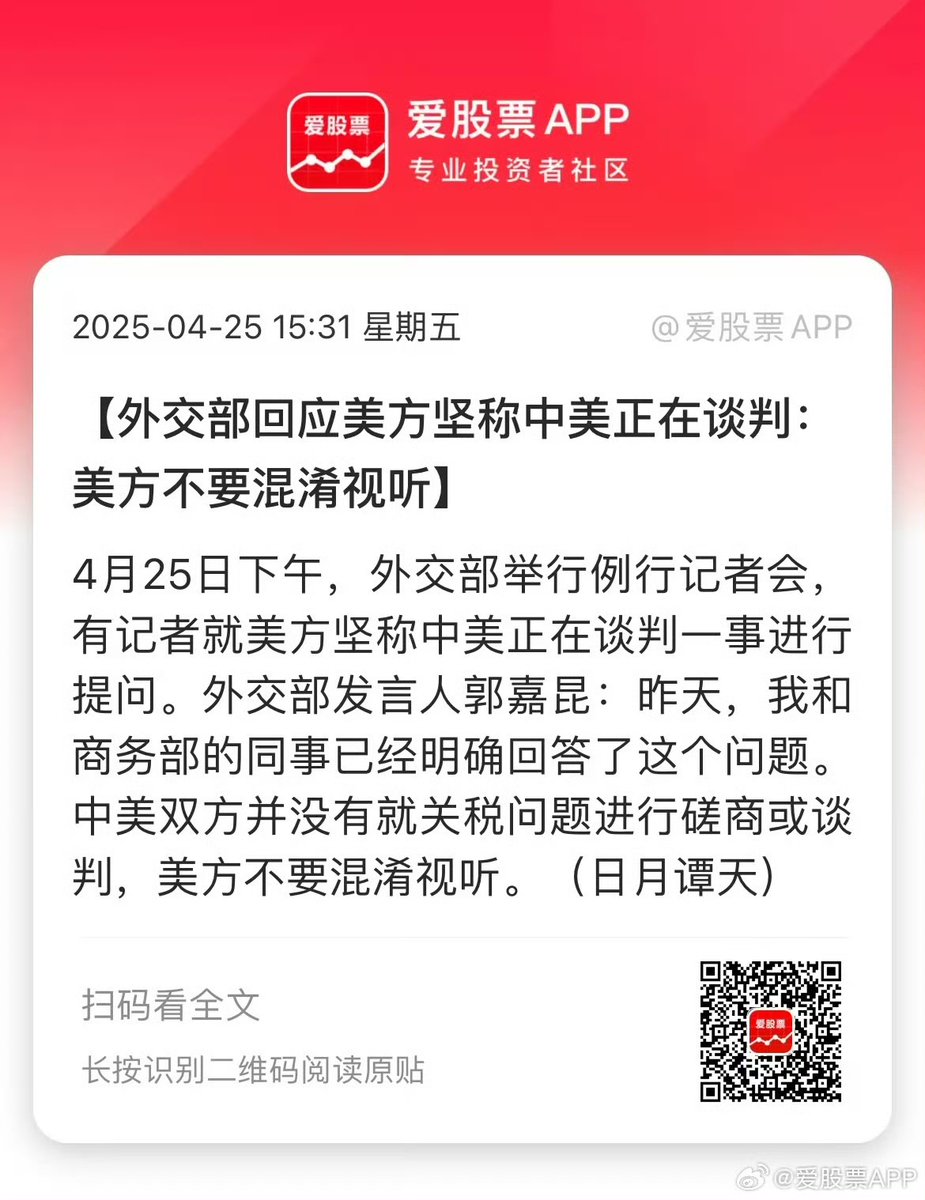 爱股票
爱股票APP
专业投资者社区
2025-04-25 15:31 星期五
@爱股票APP
【外交部回应美方坚称中美正在谈判：
美方不要混淆视听】
4月25日下午，外交部举行例行记者会，
有记者就美方坚称中美正在谈判一事进行
提问。外交部发言人郭嘉昆：昨天，我和
商务部的同事已经明确回答了这个问题。
中美双方并没有就关税问题进行磋商或谈
判，美方不要混淆视听。（日月谭天）
扫码看全文
长按识别二维码阅读原贴
爱股票
@爱股票APP